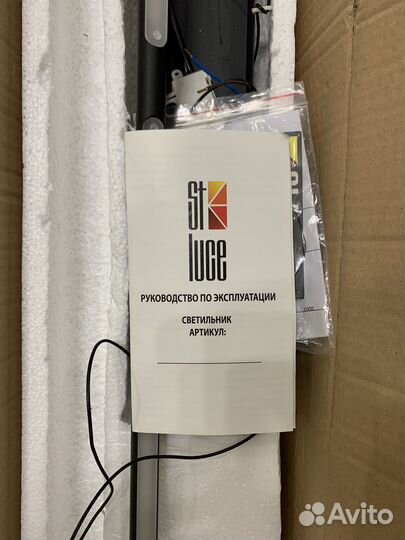 St
luce
РУКОВОДСТВО ПО ЭКСПЛУАТАЦИИ
СВЕТИЛЬНИК
АРТИКУЛ:
Avito